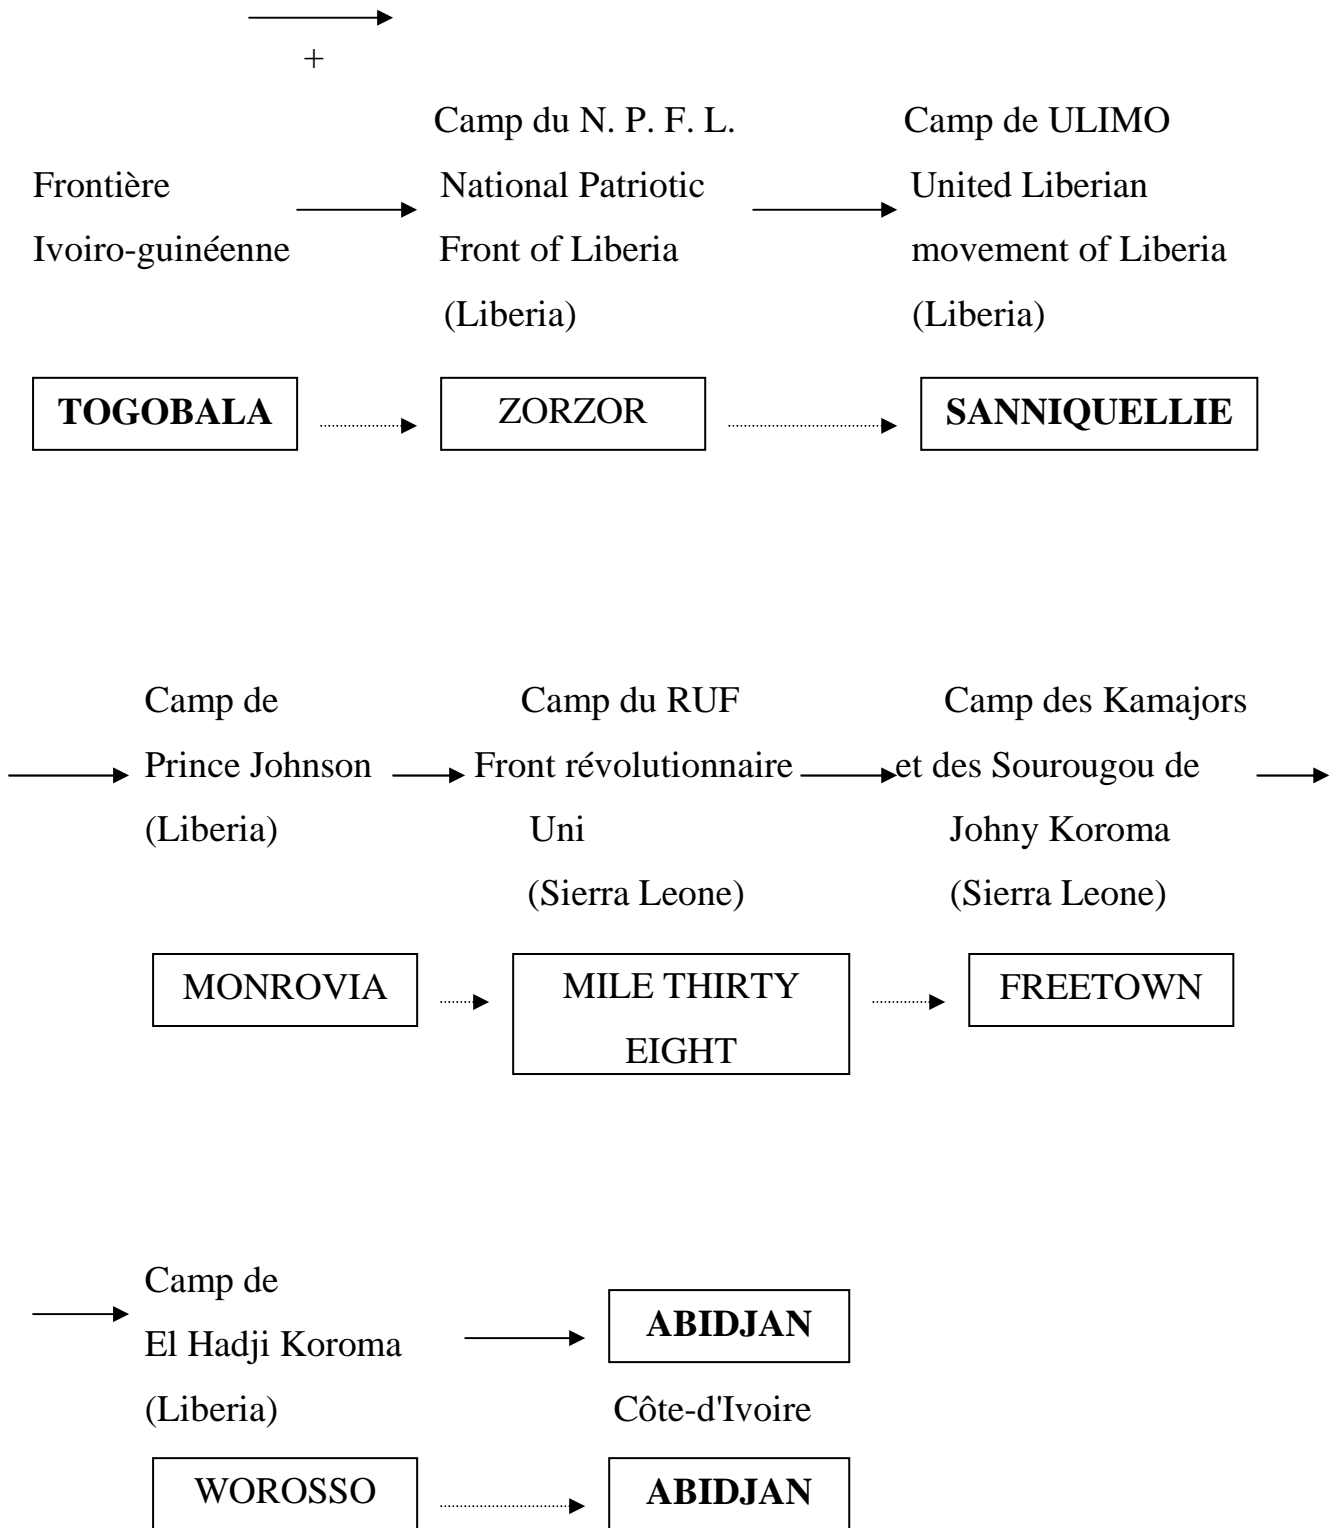 +
Camp du N. P. F. L. Camp de ULIMO
Frontière National Patriotic United Liberian
Ivoiro-guinéenne Front of Liberia movement of Liberia
(Liberia) (Liberia)
TOGOBALA ZORZOR SANNIQUELLIE
Camp de Camp du RUF Camp des Kamajors
Prince Johnson Front révolutionnaire et des Sourougou de
(Liberia) Uni Johny Koroma
(Sierra Leone) (Sierra Leone)
MONROVIA MILE THIRTY FREETOWN
EIGHT
Camp de
El Hadji Koroma ABIDJAN
(Liberia) Côte-d'Ivoire
WOROSSO ABIDJAN